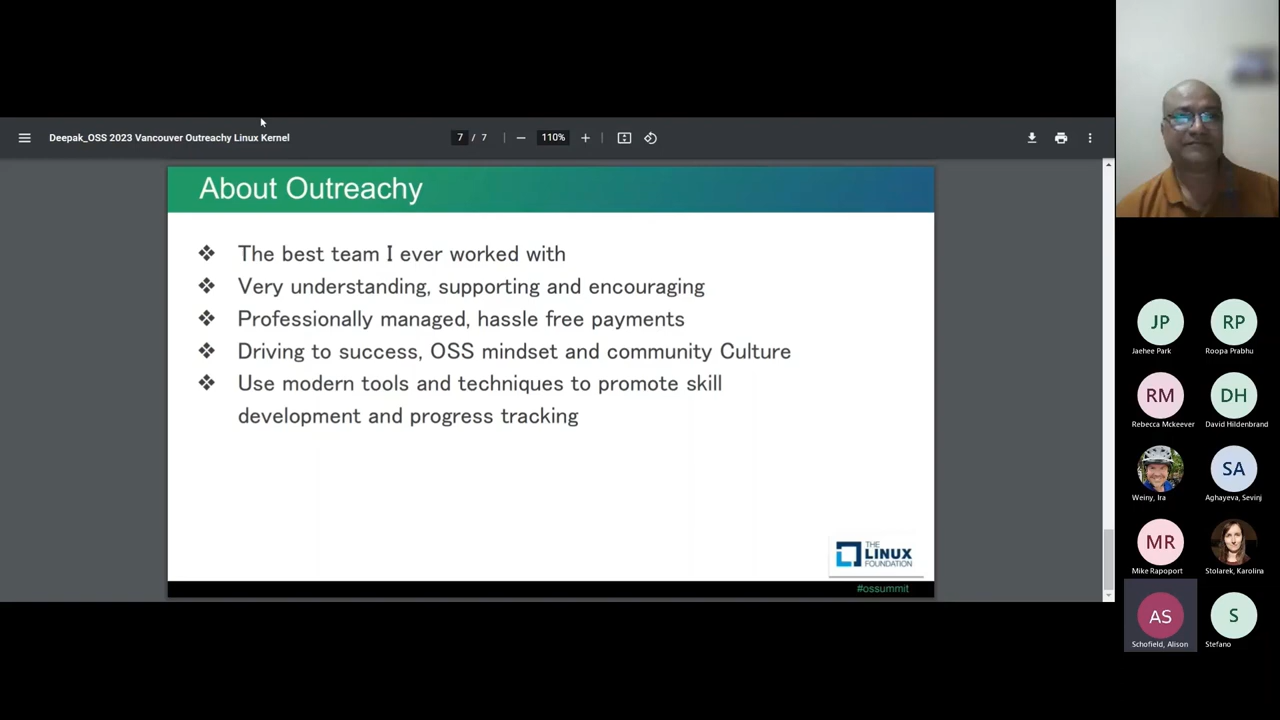 Deepak_OSS 2023 Vancouver Outreachy Linux Kernel
7 / 7
110%
About Outreachy
❖ The best team I ever worked with
❖ Very understanding, supporting and encouraging
❖ Professionally managed, hassle free payments
❖ Driving to success, OSS mindset and community Culture
❖ Use modern tools and techniques to promote skill
development and progress tracking
THE
LINUX
FOUNDATION
#ossummit
JP
Jaehee Park
RP
Roopa Prabhu
RM
Rebecca Mckeever
DH
David Hildenbrand
Weiny, Ira
SA
Aghayeva, Sevinj
MR
Mike Rapoport
Stolarek, Karolina
AS
Schofield, Alison
S
Stefano